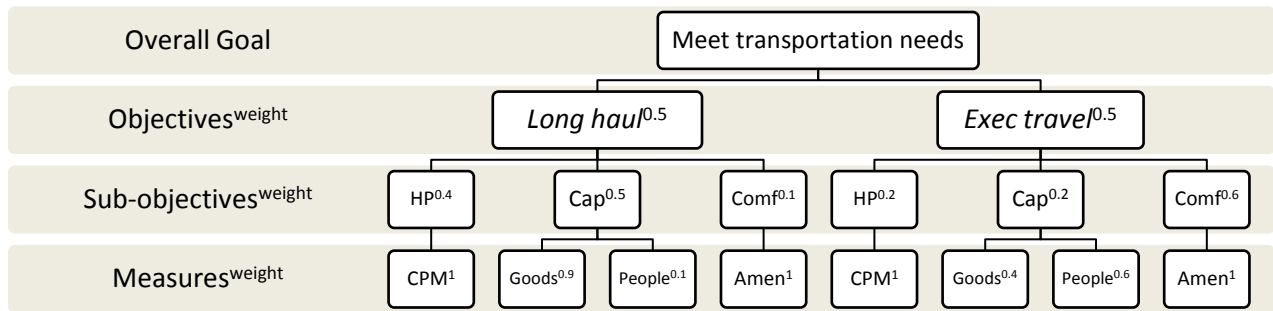 Overall Goal
Meet transportation needs
Objectives^weight
Long haul^0.5
Exec travel^0.5
Sub-objectives^weight
HP^0.4
Cap^0.5
Comf^0.1
HP^0.2
Cap^0.2
Comf^0.6
Measures^weight
CPM^1
Goods^0.9
People^0.1
Amen^1
CPM^1
Goods^0.4
People^0.6
Amen^1